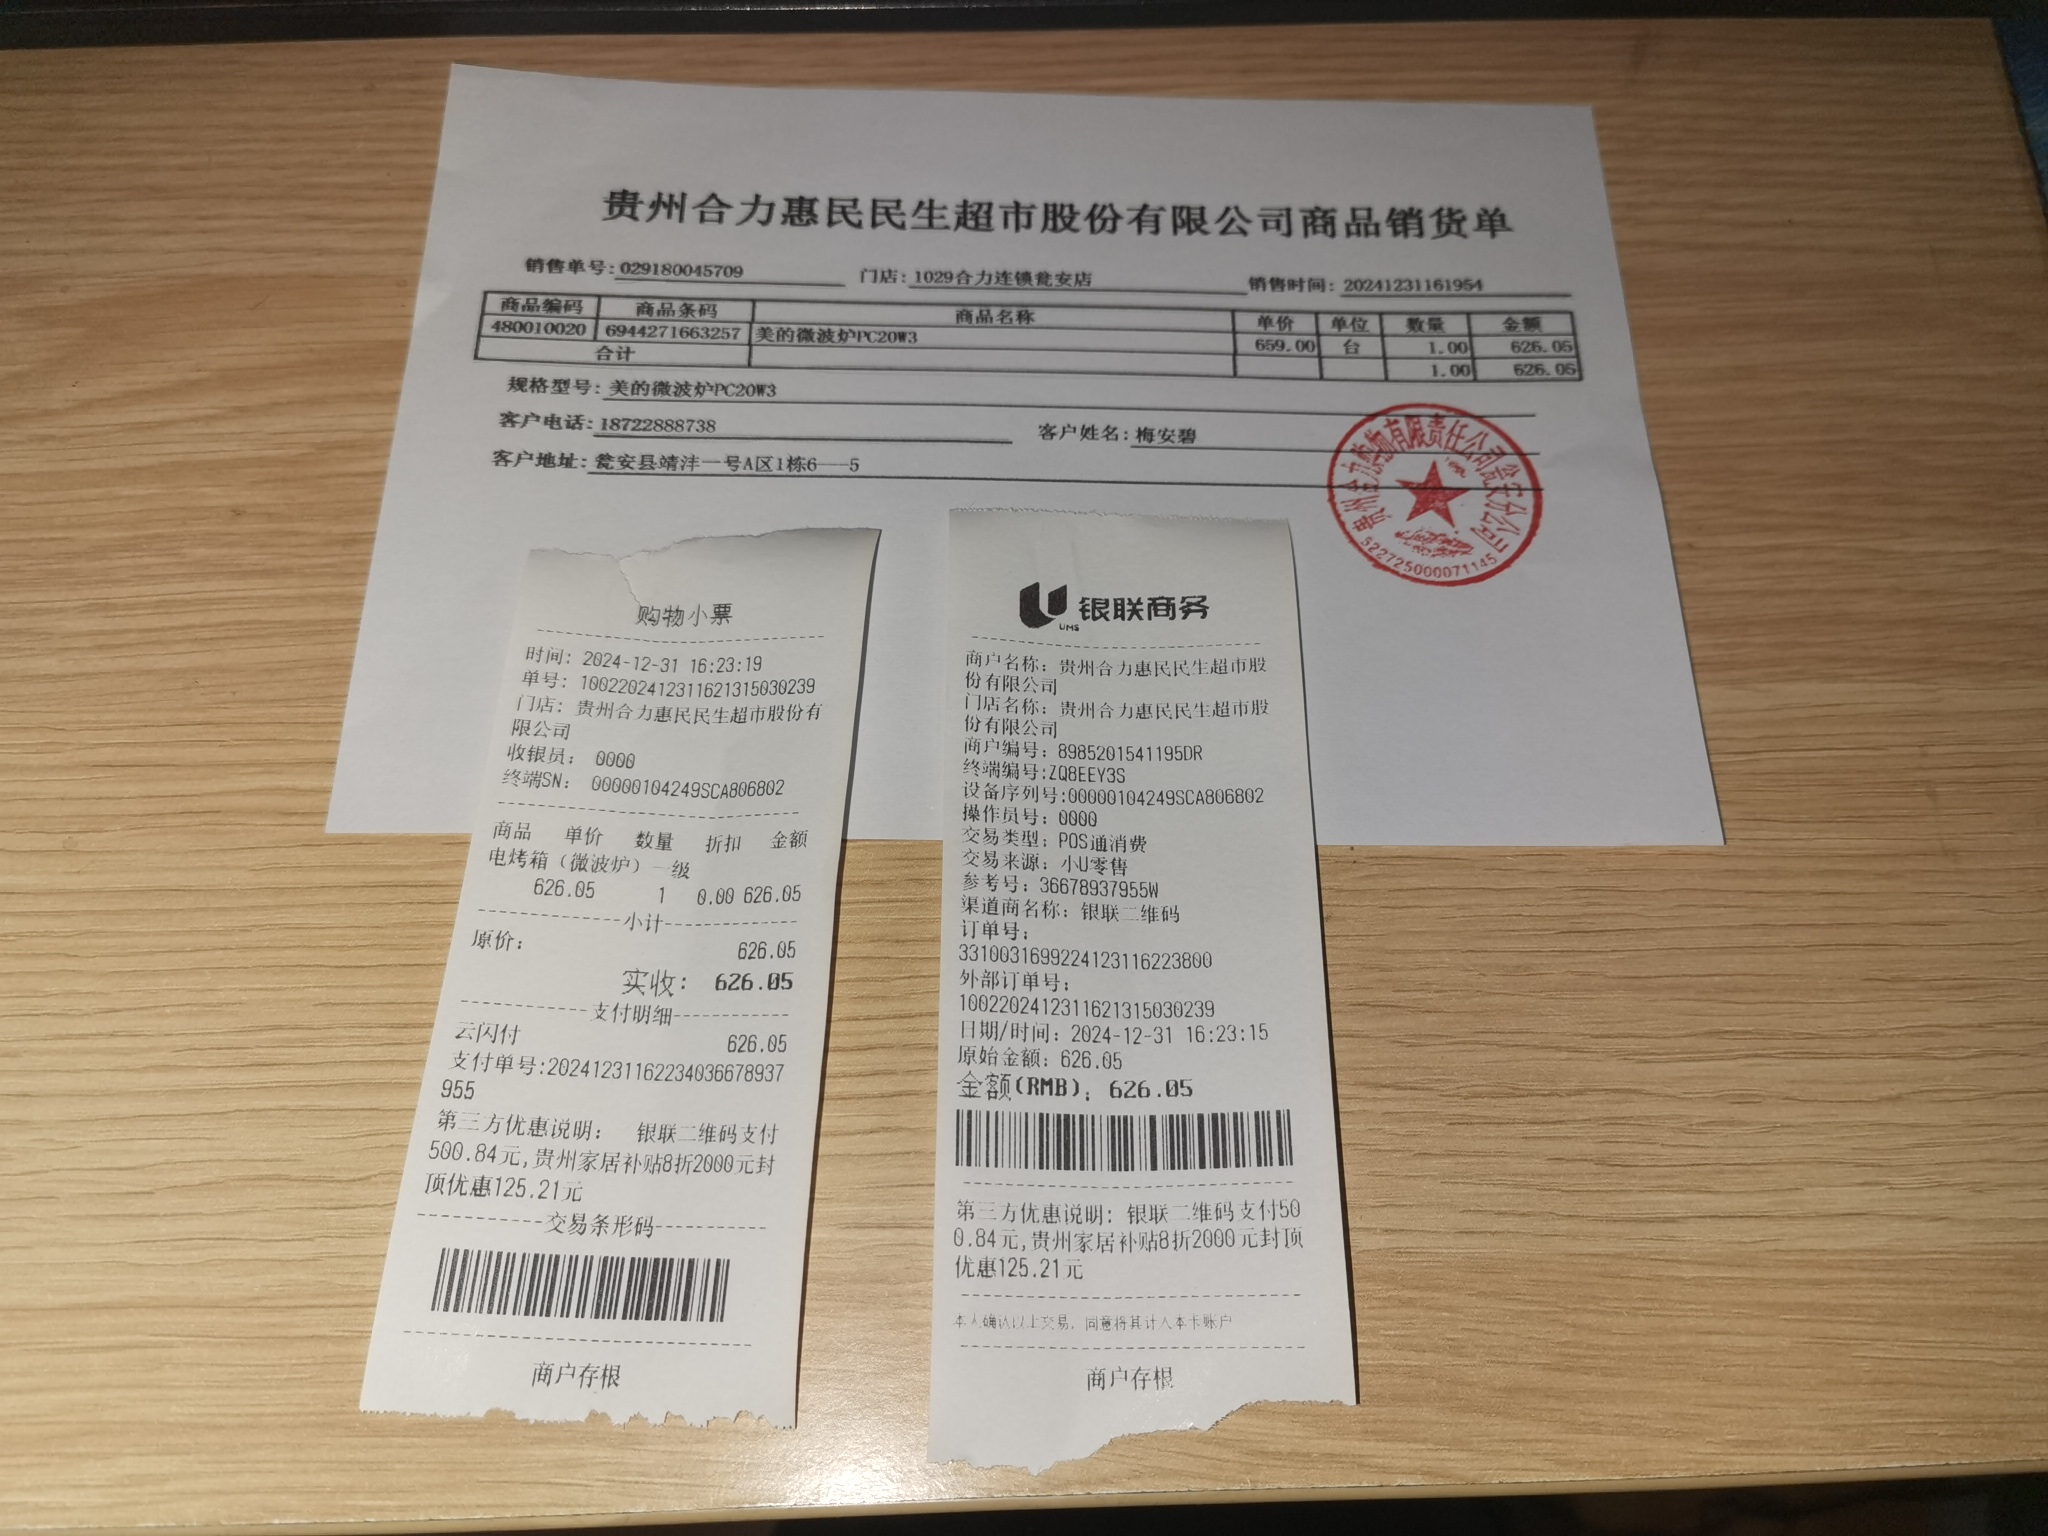 贵州合力惠民民生超市股份有限公司商品销货单
销售单号:029180045709 门店:1029合力连锁瓮安店 销售时间:20241231161954
商品编码 商品条码 商品名称 单价 单位 数量 金额
480010020 6944271663257 美的微波炉PC20W3 659.00 台 1.00 626.05
合计 1.00 626.05
规格型号:美的微波炉PC20W3
客户电话:18722888738 客户姓名:梅安碧
客户地址:瓮安县靖沣一号A区1栋6—5
贵州合力购物有限责任公司瓮安分公司
522725000071145
购物小票
时间: 2024-12-31 16:23:19
单号: 10022024123116213150302​39
门店: 贵州合力惠民民生超市股份有
限公司
收银员: 0000
终端SN: 00000104249SCA806802
商品 单价 数量 折扣 金额
电烤箱(微波炉)一级
626.05 1 0.00 626.05
小计
原价: 626.05
实收: 626.05
支付明细
云闪付 626.05
支付单号:202412311622340366​78937
955
第三方优惠说明: 银联二维码支付
500.84元,贵州家居补贴8折2000元封
顶优惠125.21元
交易条形码
商户存根
UMS 银联商务
商户名称: 贵州合力惠民民生超市股
份有限公司
门店名称: 贵州合力惠民民生超市股
份有限公司
商户编号: 8985201541195DR
终端编号:ZQ8EEY3S
设备序列号:00000104249SCA806802
操作员号: 0000
交易类型: POS通消费
交易来源: 小U零售
参考号: 36678937955W
渠道商名称: 银联二维码
订单号:
331003169922412311622380​0
外部订单号:
10022024123116213150302​39
日期/时间: 2024-12-31 16:23:15
原始金额: 626.05
金额(RMB): 626.05
第三方优惠说明: 银联二维码支付50
0.84元,贵州家居补贴8折2000元封顶
优惠125.21元
本人确认以上交易, 同意将其计入本卡账户
商户存根